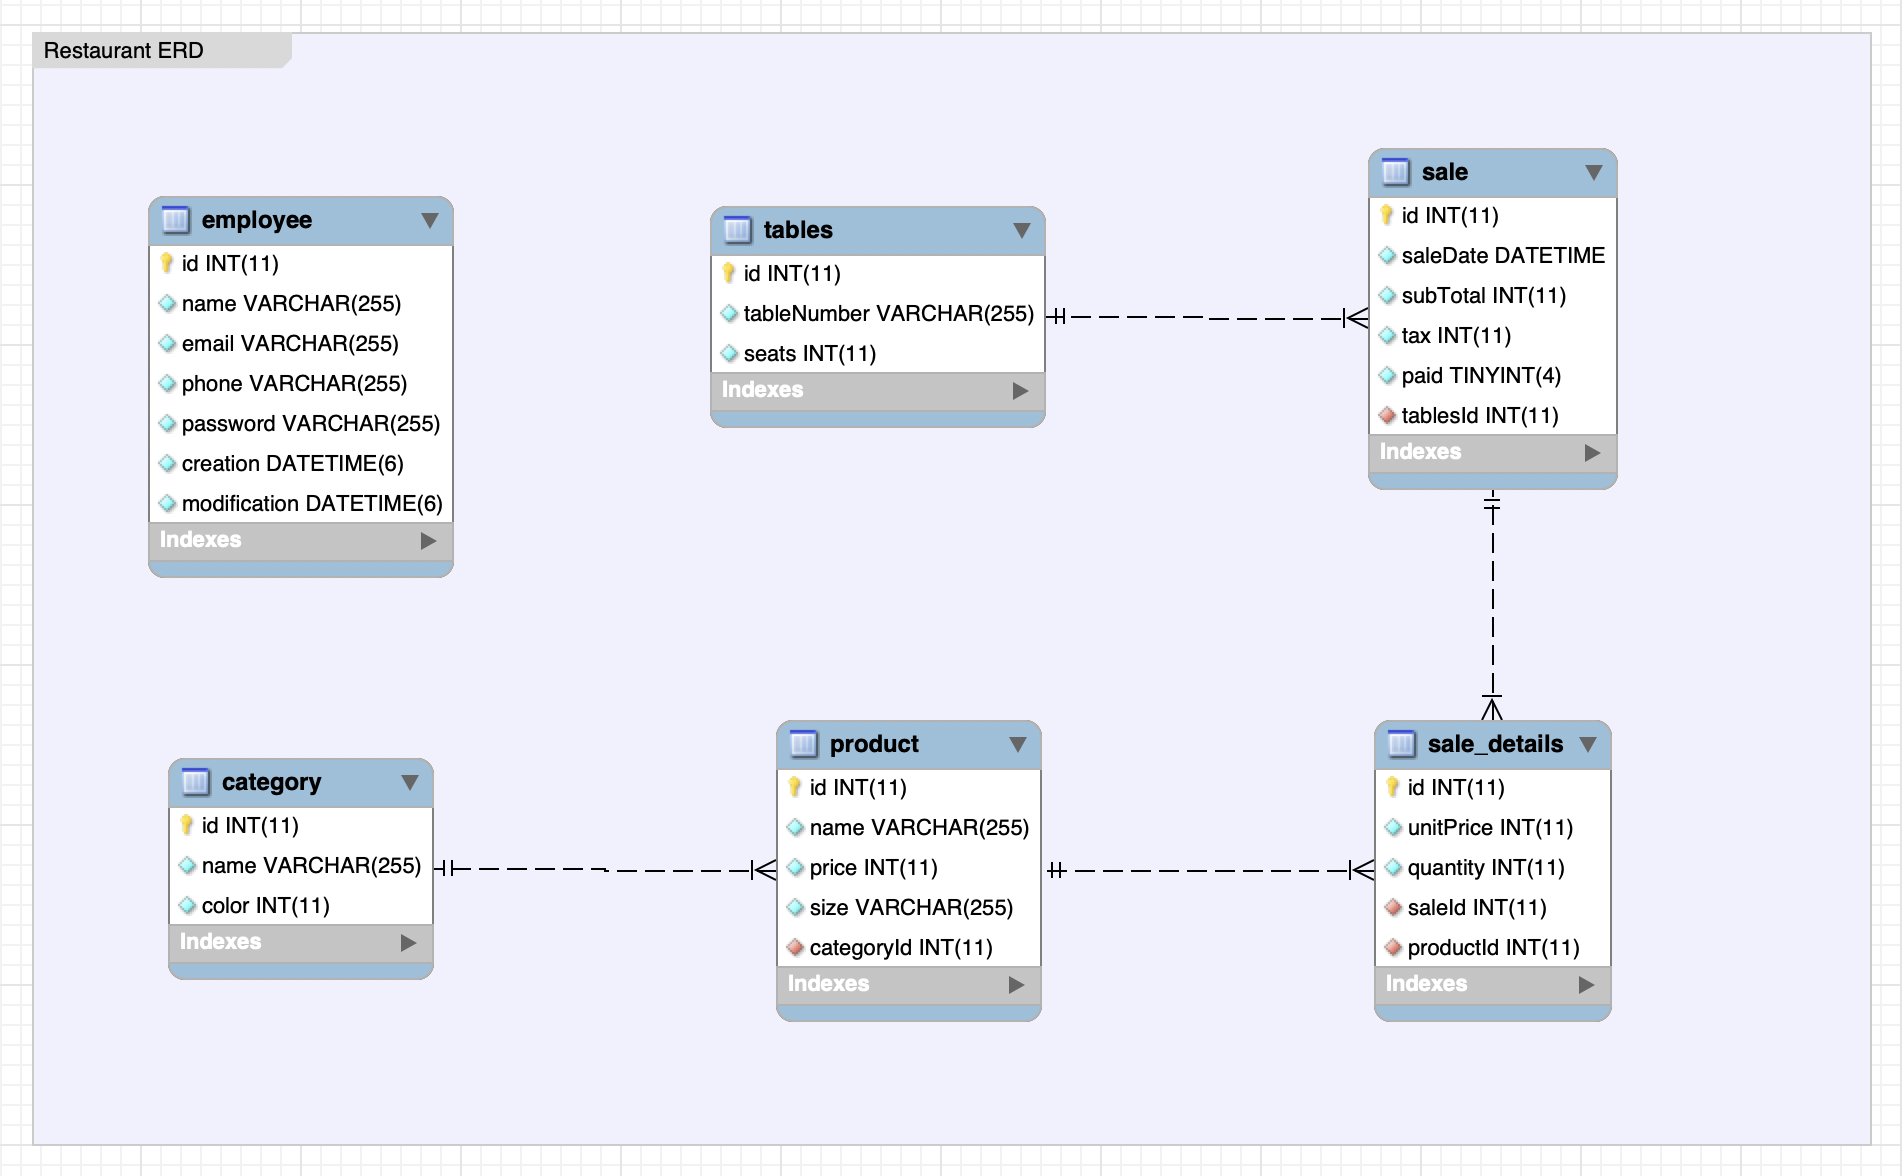 Restaurant ERD
employee
id INT(11)
name VARCHAR(255)
email VARCHAR(255)
phone VARCHAR(255)
password VARCHAR(255)
creation DATETIME(6)
modification DATETIME(6)
Indexes
tables
id INT(11)
tableNumber VARCHAR(255)
seats INT(11)
Indexes
sale
id INT(11)
saleDate DATETIME
subTotal INT(11)
tax INT(11)
paid TINYINT(4)
tablesId INT(11)
Indexes
category
id INT(11)
name VARCHAR(255)
color INT(11)
Indexes
product
id INT(11)
name VARCHAR(255)
price INT(11)
size VARCHAR(255)
categoryId INT(11)
Indexes
sale_details
id INT(11)
unitPrice INT(11)
quantity INT(11)
saleId INT(11)
productId INT(11)
Indexes